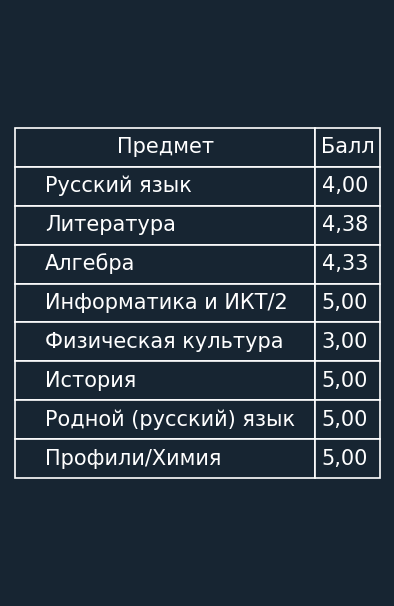 Предмет Балл
Русский язык 4,00
Литература 4,38
Алгебра 4,33
Информатика и ИКТ/2 5,00
Физическая культура 3,00
История 5,00
Родной (русский) язык 5,00
Профили/Химия 5,00